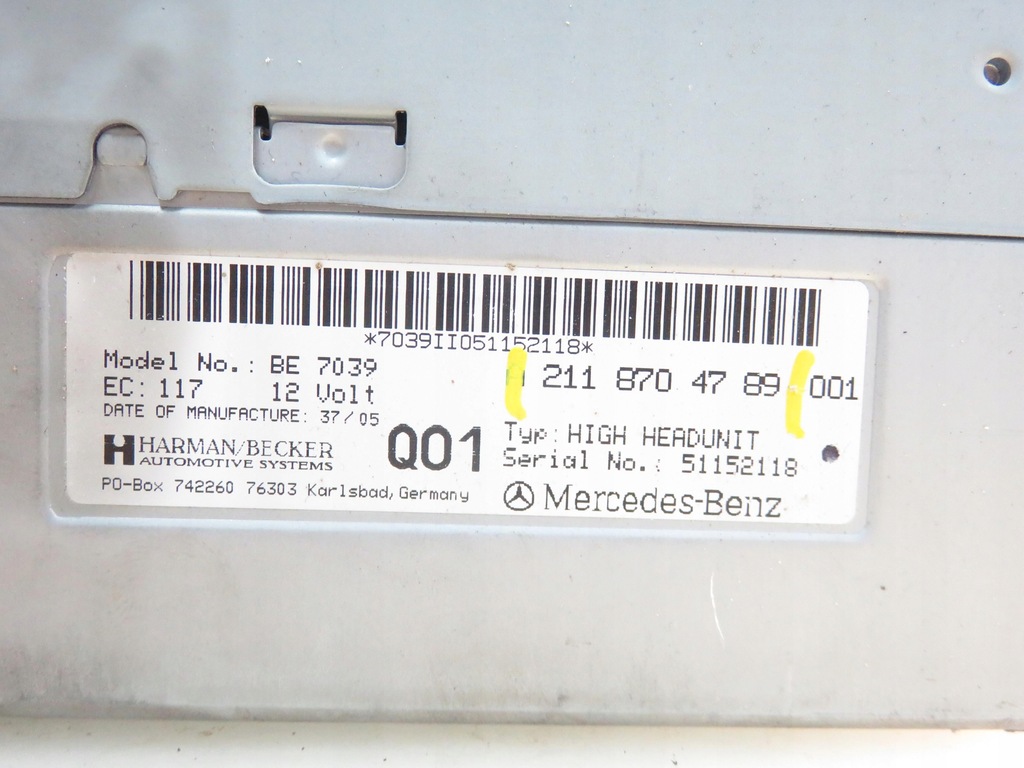 *7039II051152118*
Model No.: BE 7039
EC: 117 12 Volt
DATE OF MANUFACTURE: 37/05
HARMAN/BECKER
AUTOMOTIVE SYSTEMS
PO-Box 742260 76303 Karlsbad, Germany
Q01
211 870 47 89 001
Typ: HIGH HEADUNIT
Serial No.: 51152118
Mercedes-Benz